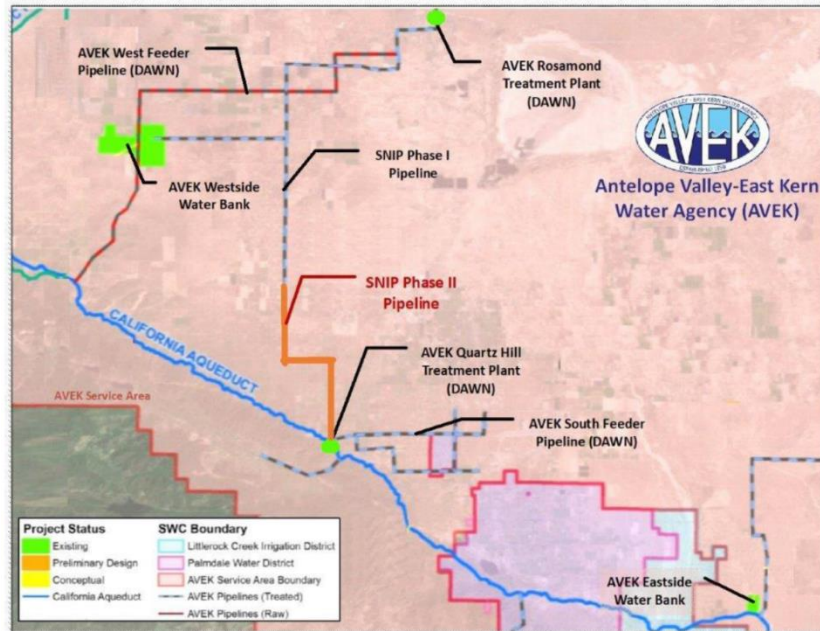 AVEK West Feeder
Pipeline (DAWN)
AVEK Rosamond
Treatment Plant
(DAWN)
AVEK
Antelope Valley-East Kern
Water Agency (AVEK)
SNIP Phase I
Pipeline
AVEK Westside
Water Bank
SNIP Phase II
Pipeline
CALIFORNIA AQUEDUCT
AVEK Quartz Hill
Treatment Plant
(DAWN)
AVEK Service Area
AVEK South Feeder
Pipeline (DAWN)
Project Status
Existing
Preliminary Design
Conceptual
California Aqueduct
SWC Boundary
Littlerock Creek Irrigation District
Palmdale Water District
AVEK Service Area Boundary
AVEK Pipelines (Treated)
AVEK Pipelines (Raw)
AVEK Eastside
Water Bank